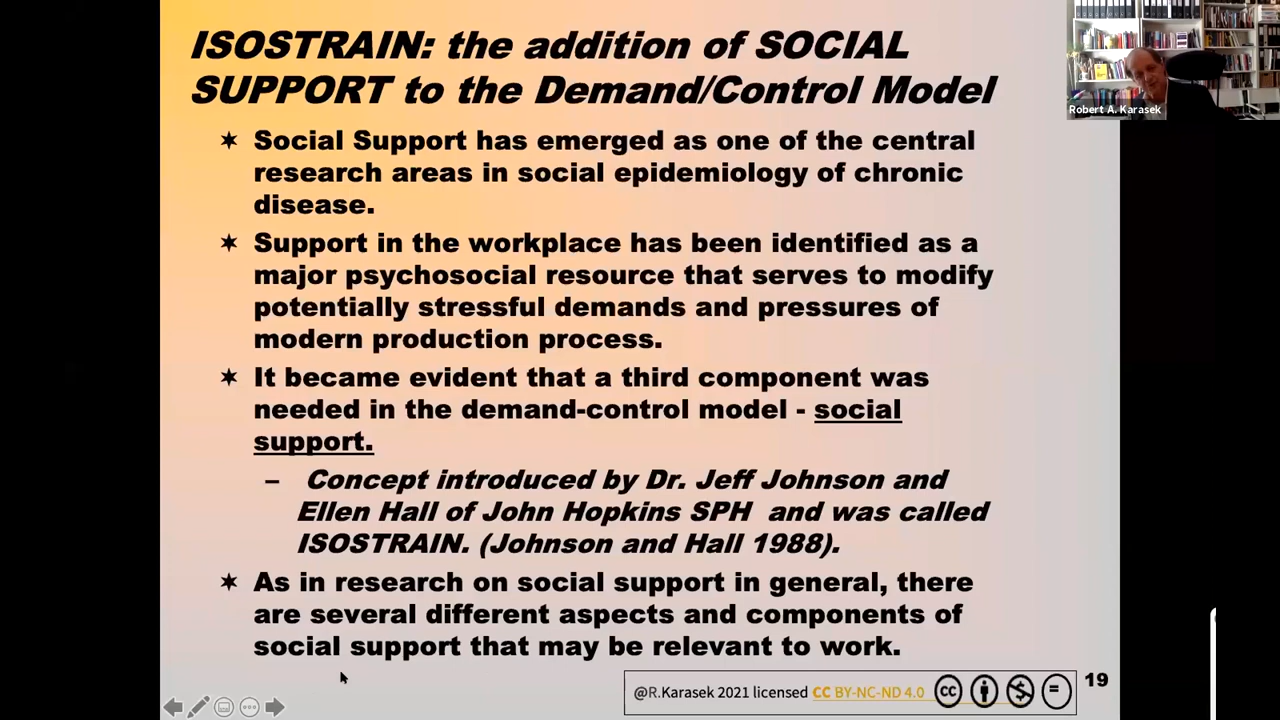 ISOSTRAIN: the addition of SOCIAL
SUPPORT to the Demand/Control Model
Robert A. Karasek
✶ Social Support has emerged as one of the central
research areas in social epidemiology of chronic
disease.
✶ Support in the workplace has been identified as a
major psychosocial resource that serves to modify
potentially stressful demands and pressures of
modern production process.
✶ It became evident that a third component was
needed in the demand-control model - social
support.
– Concept introduced by Dr. Jeff Johnson and
Ellen Hall of John Hopkins SPH and was called
ISOSTRAIN. (Johnson and Hall 1988).
✶ As in research on social support in general, there
are several different aspects and components of
social support that may be relevant to work.
@R.Karasek 2021 licensed CC BY-NC-ND 4.0
19